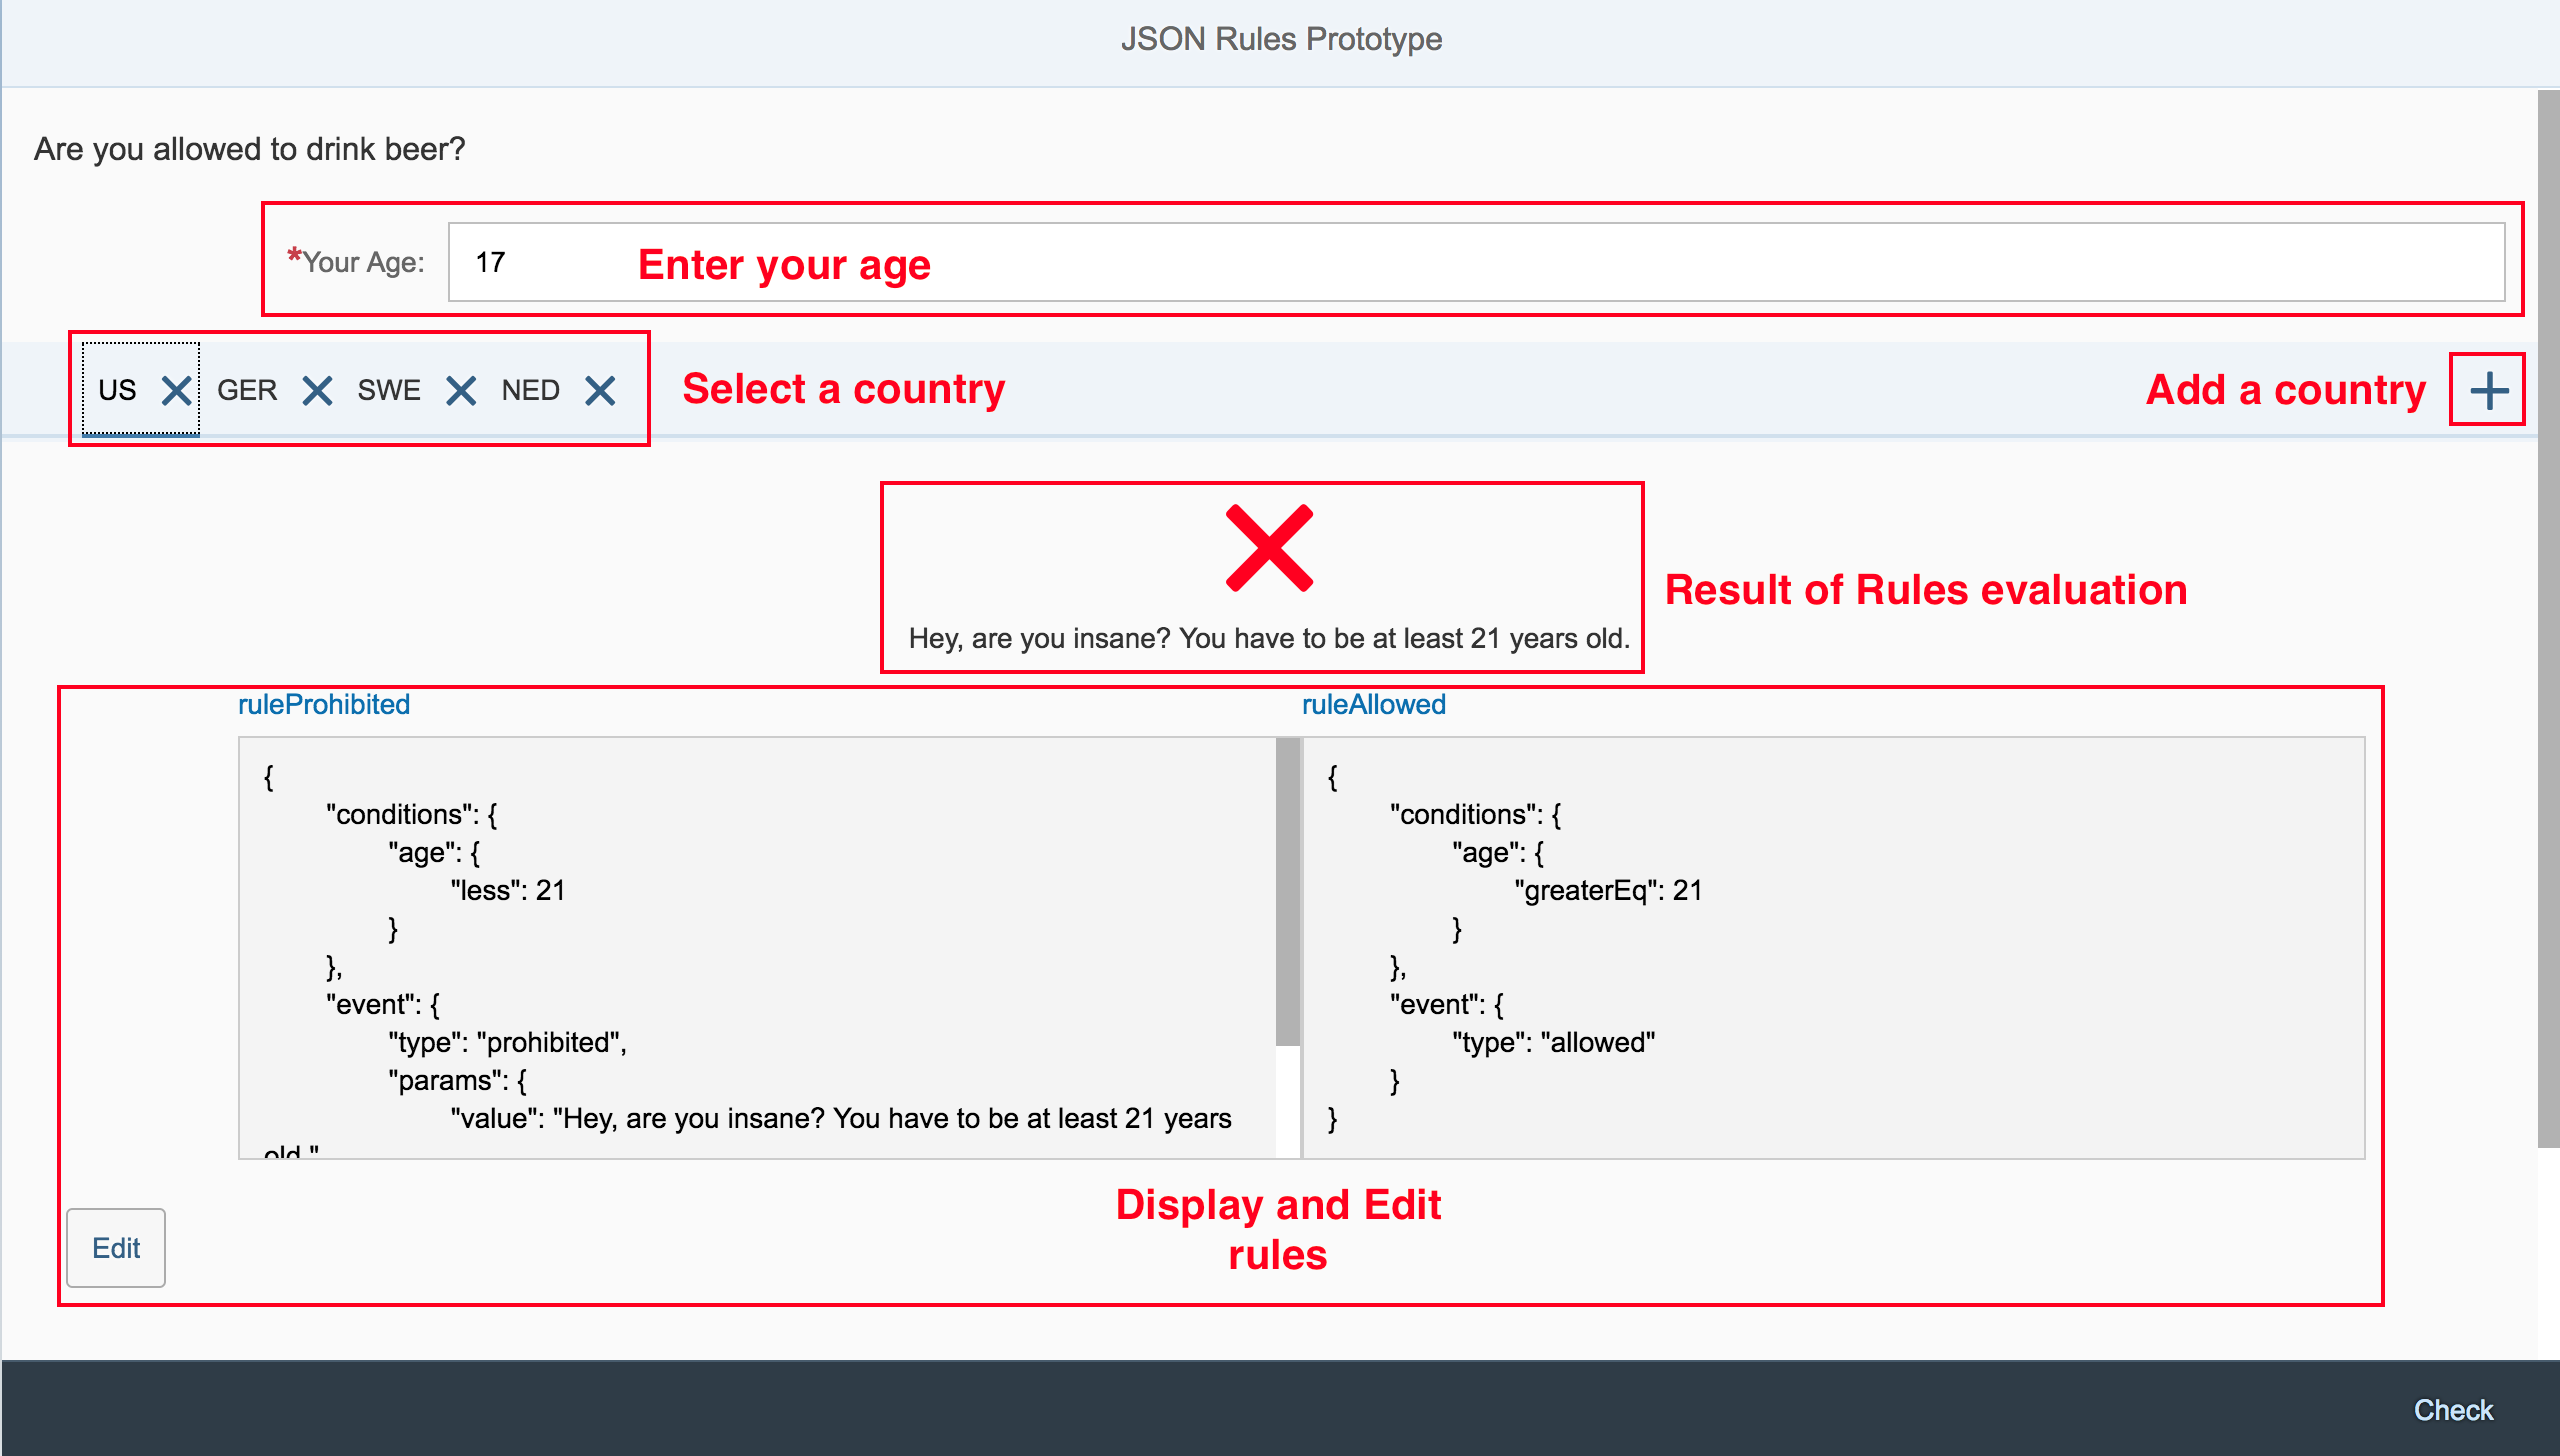 JSON Rules Prototype
Are you allowed to drink beer?
*Your Age: 17 Enter your age
US GER SWE NED Select a country Add a country
Hey, are you insane? You have to be at least 21 years old.
Result of Rules evaluation
ruleProhibited
{
"conditions": {
"age": {
"less": 21
}
},
"event": {
"type": "prohibited",
"params": {
"value": "Hey, are you insane? You have to be at least 21 years
old."
ruleAllowed
{
"conditions": {
"age": {
"greaterEq": 21
}
},
"event": {
"type": "allowed"
}
}
Display and Edit
rules
Edit
Check